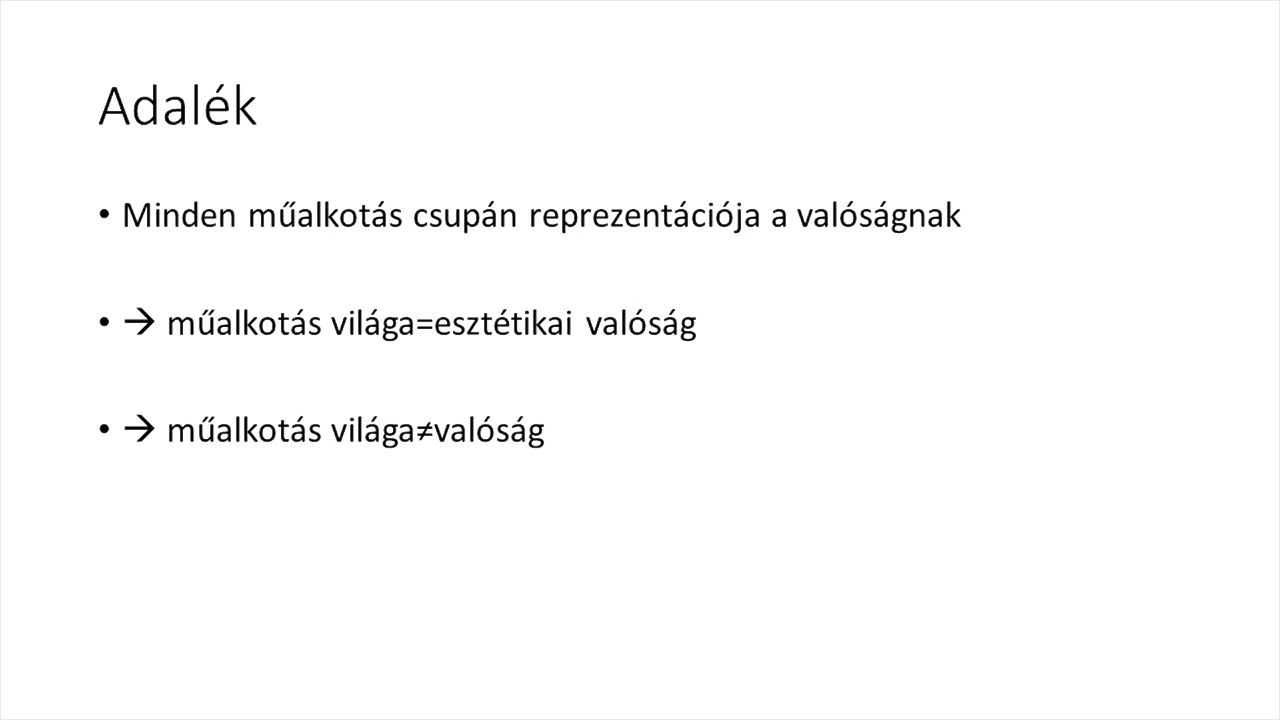 Adalék
• Minden műalkotás csupán reprezentációja a valóságnak
• → műalkotás világa=esztétikai valóság
• → műalkotás világa≠valóság